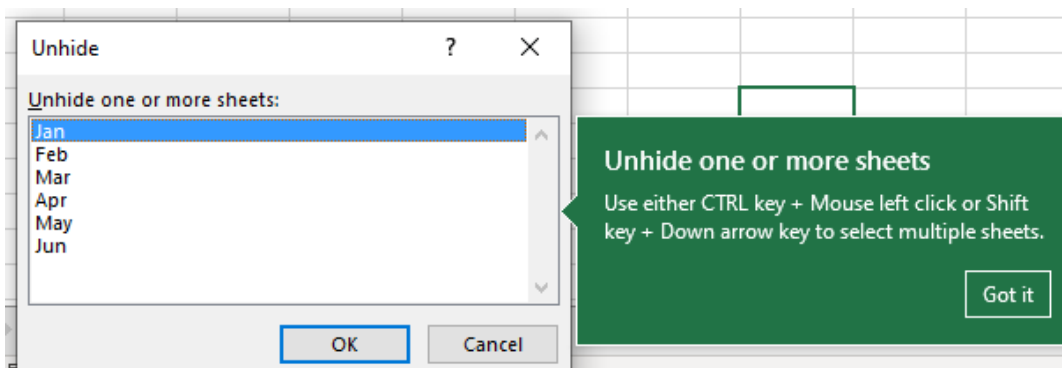 Unhide ?
Unhide one or more sheets:
Jan
Feb
Mar
Apr
May
Jun
OK Cancel
Unhide one or more sheets
Use either CTRL key + Mouse left click or Shift
key + Down arrow key to select multiple sheets.
Got it